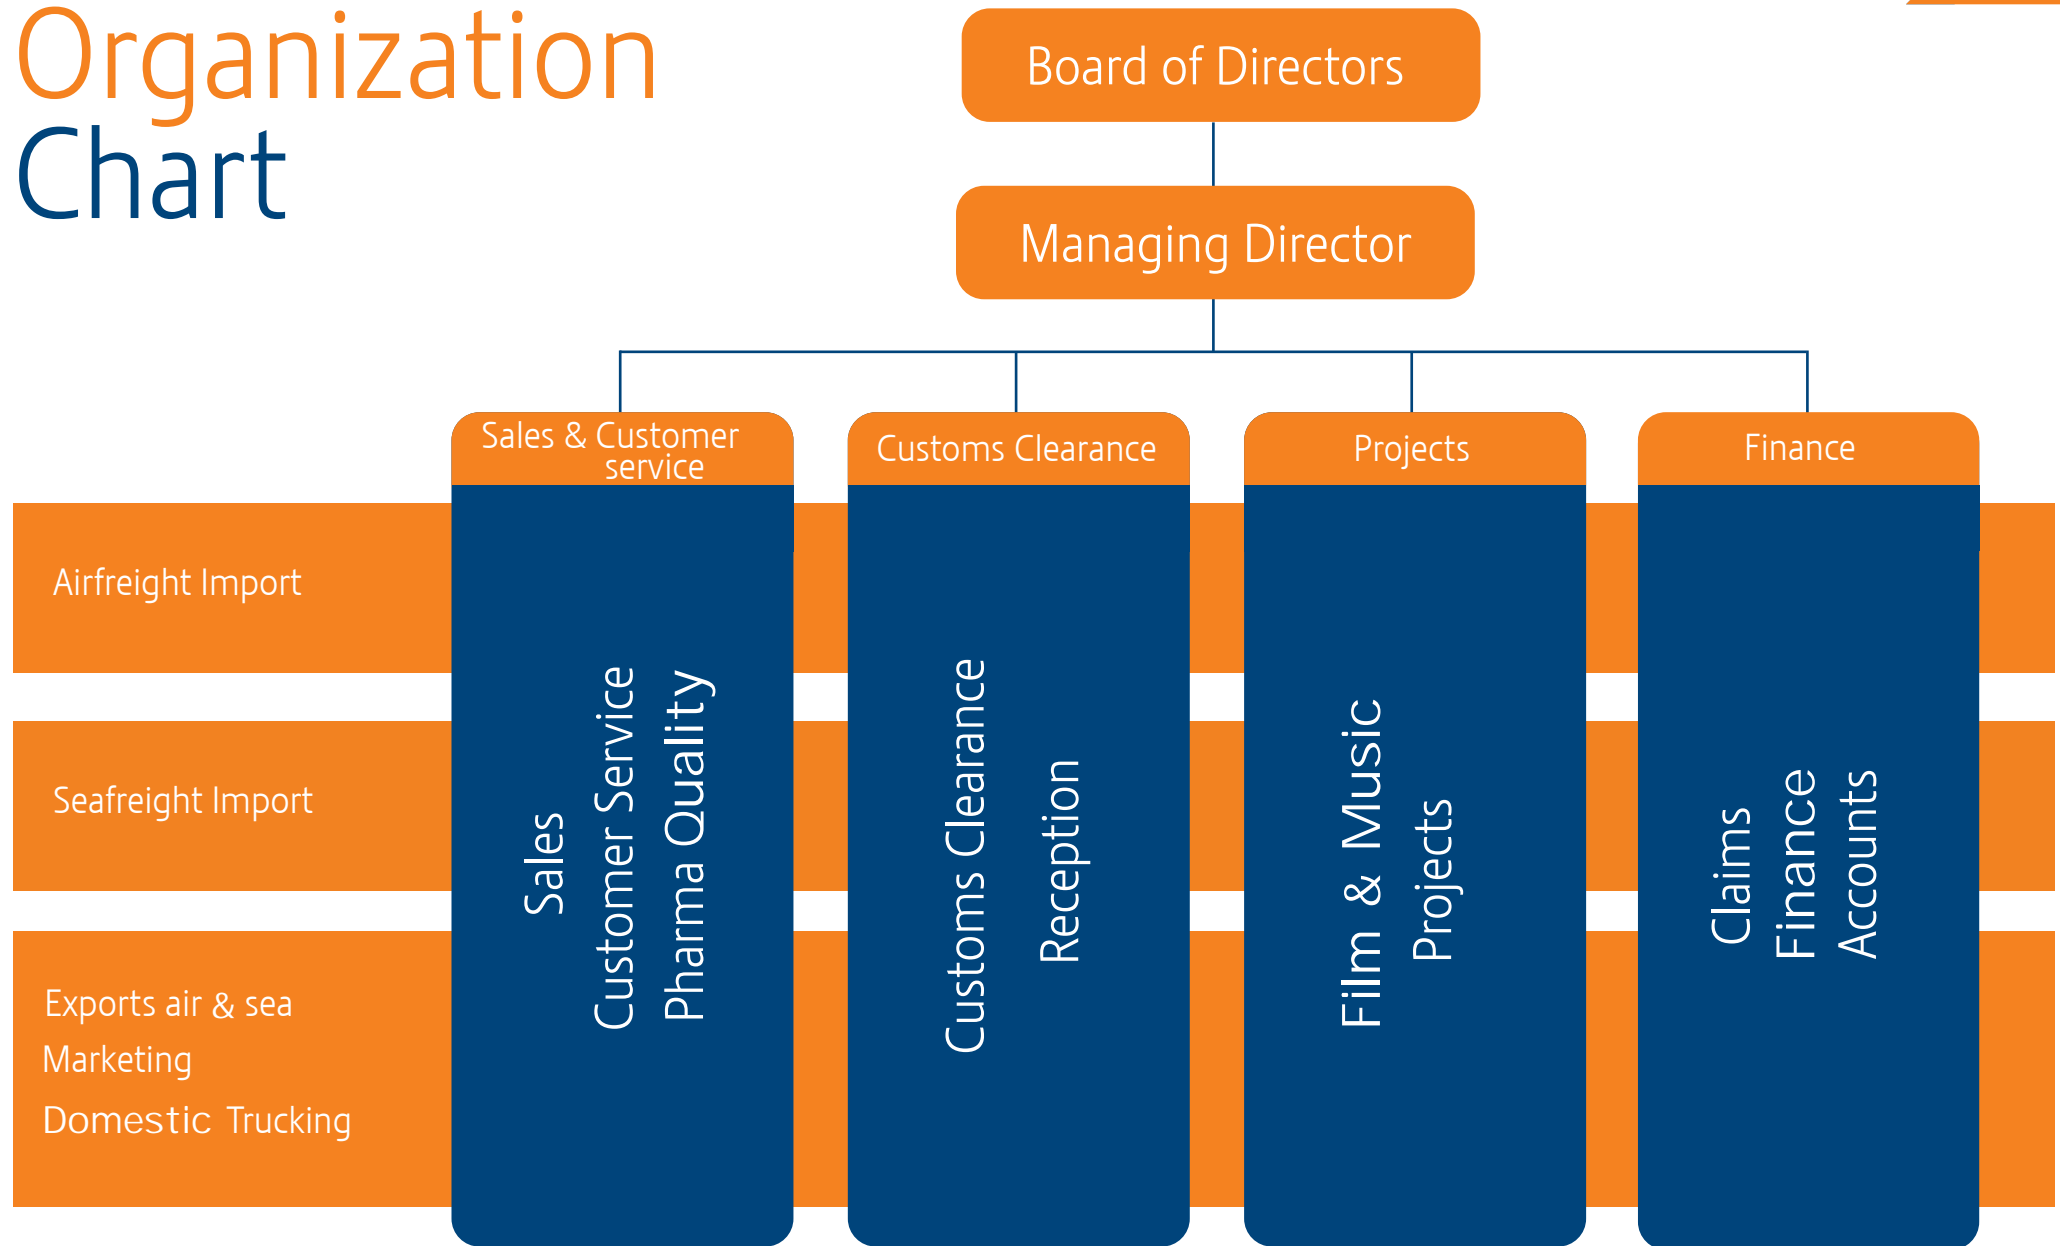 Organization
Chart
Board of Directors
Managing Director
Sales & Customer
service
Customs Clearance
Projects
Finance
Airfreight Import
Seafreight Import
Exports air & sea
Marketing
Domestic Trucking
Sales
Customer Service
Pharma Quality
Customs Clearance
Reception
Film & Music
Projects
Claims
Finance
Accounts